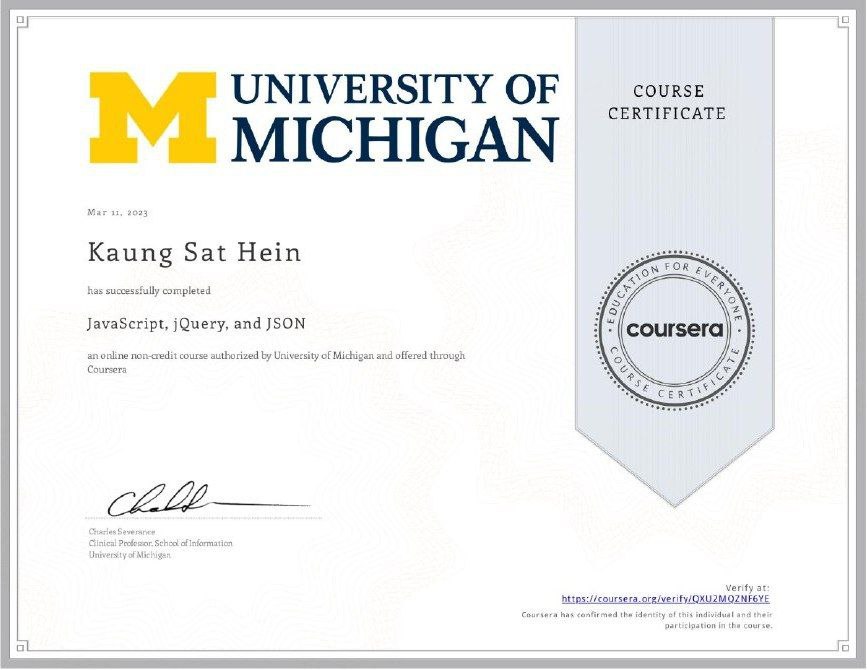 UNIVERSITY OF
MICHIGAN
COURSE
CERTIFICATE
Mar 11, 2023
Kaung Sat Hein
has successfully completed
JavaScript, jQuery, and JSON
an online non-credit course authorized by University of Michigan and offered through
Coursera
EDUCATION FOR EVERYONE
coursera
COURSE CERTIFICATE
Charles Severance
Clinical Professor, School of Information
University of Michigan
Verify at:
https://coursera.org/verify/QXU2MQZNF6YE
Coursera has confirmed the identity of this individual and their
participation in the course.